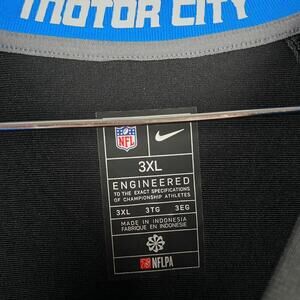 MOTOR CITY
NFL
3XL
ENGINEERED
TO THE EXACT SPECIFICATIONS
OF CHAMPIONSHIP ATHLETES
3XL 3TG 3EG
MADE IN INDONESIA
FABRIQUÉ EN INDONÉSIE
NFLPA